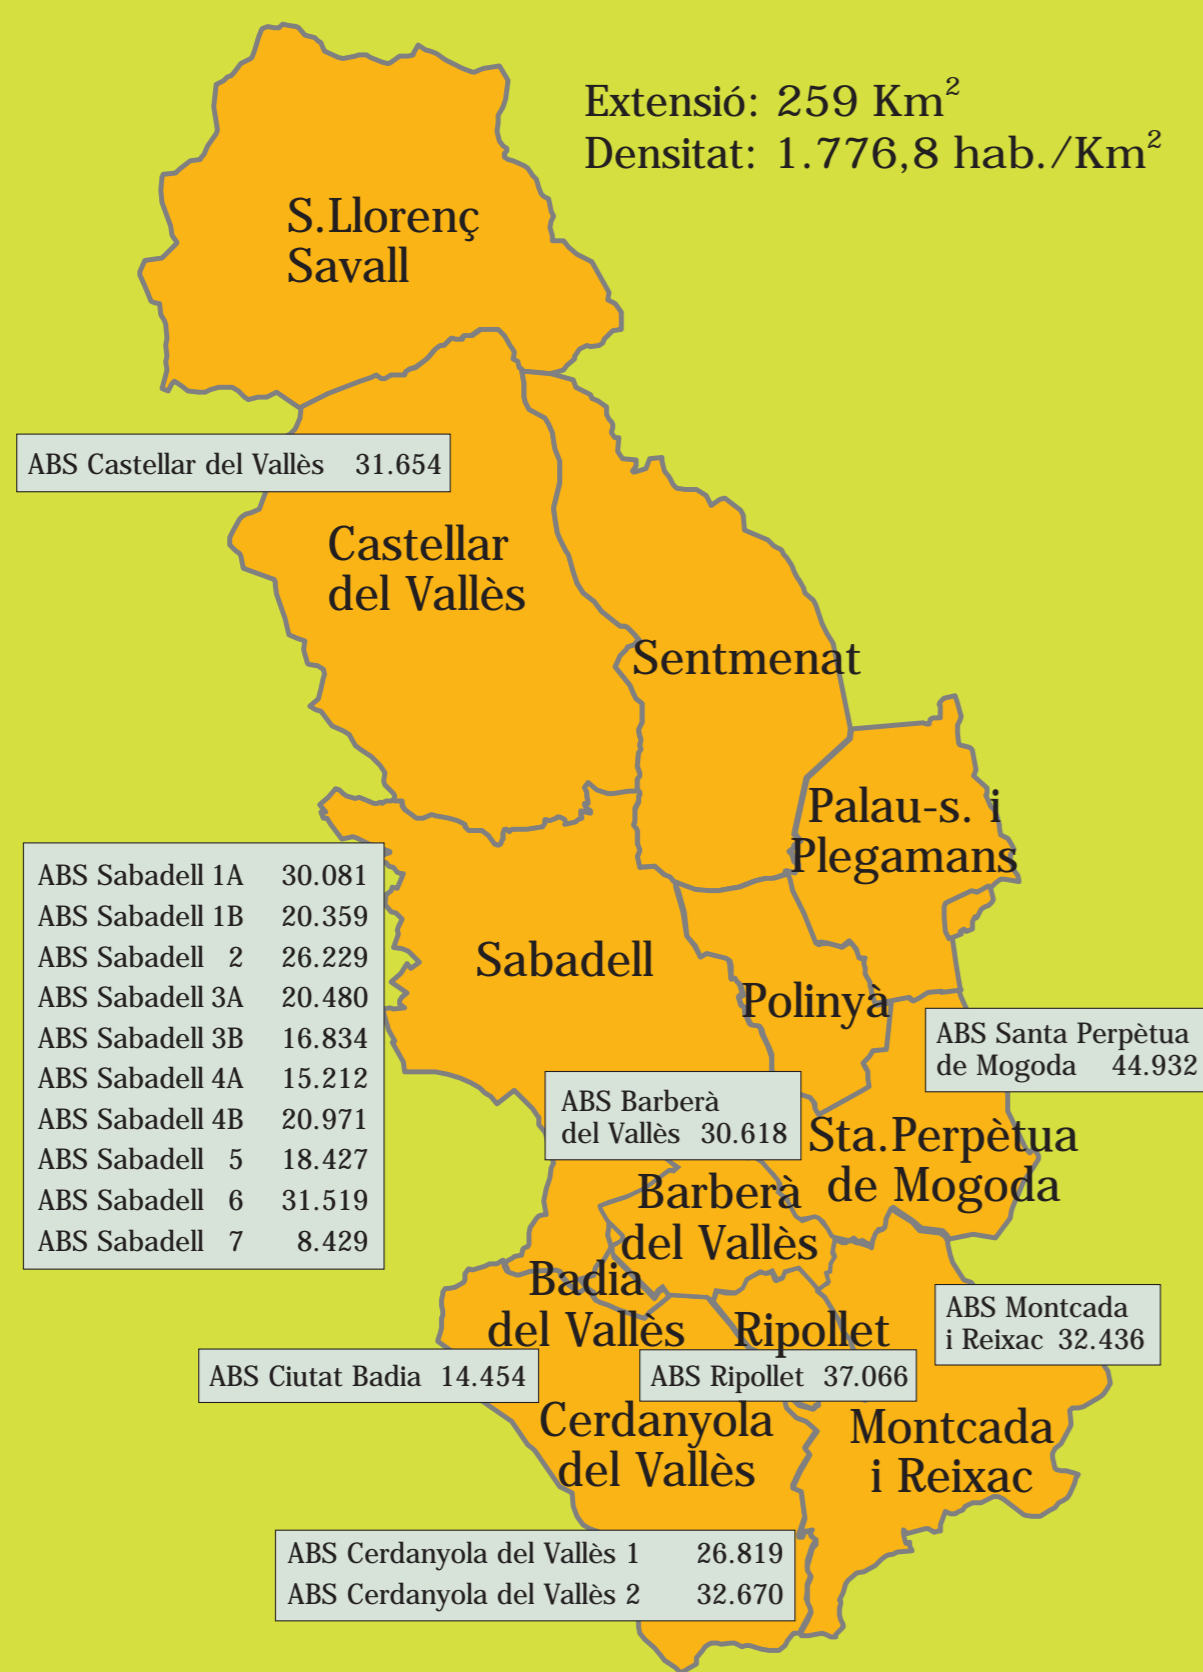 Extensió: 259 Km²
Densitat: 1.776,8 hab./Km²
S.Llorenç
Savall
ABS Castellar del Vallès 31.654
Castellar
del Vallès
Sentmenat
Palau-s. i
Plegamans
ABS Sabadell 1A 30.081
ABS Sabadell 1B 20.359
ABS Sabadell 2 26.229
ABS Sabadell 3A 20.480
ABS Sabadell 3B 16.834
ABS Sabadell 4A 15.212
ABS Sabadell 4B 20.971
ABS Sabadell 5 18.427
ABS Sabadell 6 31.519
ABS Sabadell 7 8.429
Sabadell
Polinyà
ABS Santa Perpètua
de Mogoda 44.932
ABS Barberà
del Vallès 30.618
Sta.Perpètua
de Mogoda
Barberà
del Vallès
Badia
del Vallès
Ripollet
ABS Montcada
i Reixac 32.436
ABS Ciutat Badia 14.454
ABS Ripollet 37.066
Cerdanyola
del Vallès
Montcada
i Reixac
ABS Cerdanyola del Vallès 1 26.819
ABS Cerdanyola del Vallès 2 32.670